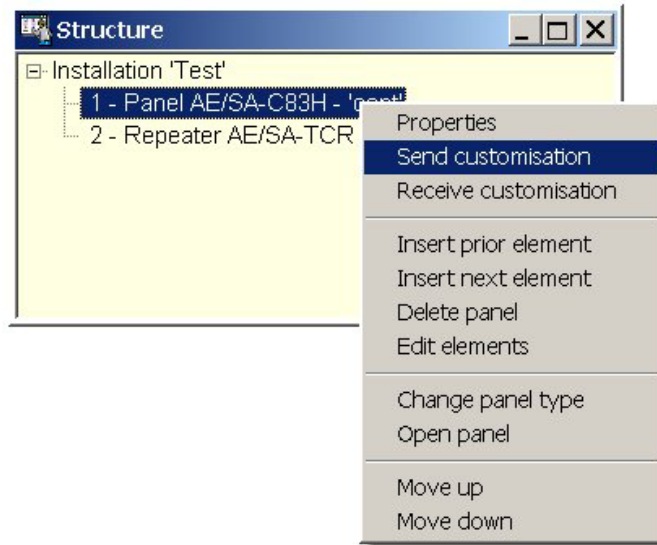 Structure
Installation 'Test'
1 - Panel AE/SA-C83H -
2 - Repeater AE/SA-TCR
Properties
Send customisation
Receive customisation
Insert prior element
Insert next element
Delete panel
Edit elements
Change panel type
Open panel
Move up
Move down